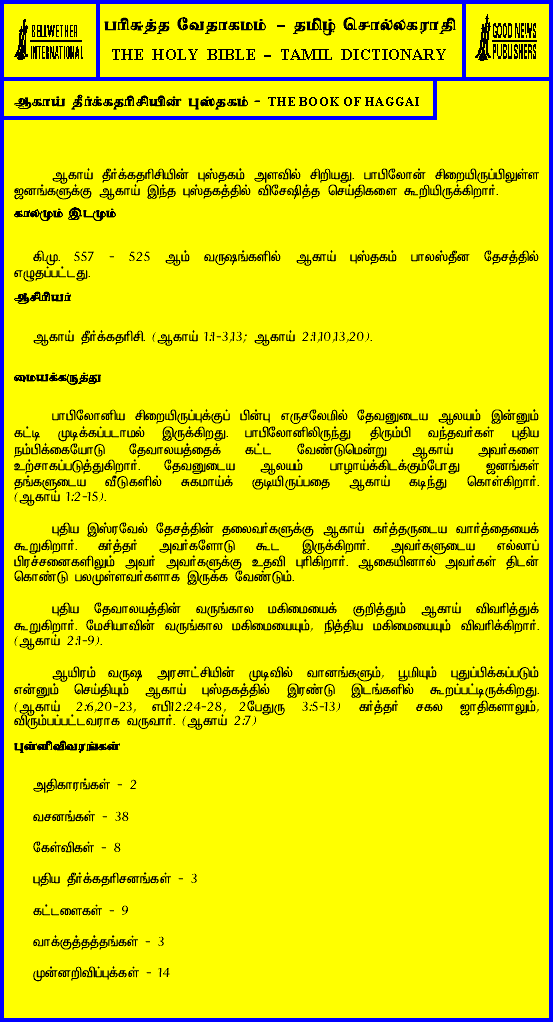 BELLWETHER
INTERNATIONAL
பரிசுத்த வேதாகமம் - தமிழ் சொல்லகராதி
THE HOLY BIBLE - TAMIL DICTIONARY
GOOD NEWS
PUBLISHERS
ஆகாய் தீர்க்கதரிசியின் புஸ்தகம் - THE BOOK OF HAGGAI
ஆகாய் தீர்க்கதரிசியின் புஸ்தகம் அளவில் சிறியது. பாபிலோன் சிறையிருப்பிலுள்ள
ஜனங்களுக்கு ஆகாய் இந்த புஸ்தகத்தில் விசேஷித்த செய்திகளை கூறியிருக்கிறார்.
காலமும் இடமும்
கி.மு. 557 - 525 ஆம் வருஷங்களில் ஆகாய் புஸ்தகம் பாலஸ்தீன தேசத்தில்
எழுதப்பட்டது.
ஆசிரியர்
ஆகாய் தீர்க்கதரிசி. (ஆகாய் 1:1-3,13; ஆகாய் 2:1,10,13,20).
மையக்கருத்து
பாபிலோனிய சிறையிருப்புக்குப் பின்பு எருசலேமில் தேவனுடைய ஆலயம் இன்னும்
கட்டி முடிக்கப்படாமல் இருக்கிறது. பாபிலோனிலிருந்து திரும்பி வந்தவர்கள் புதிய
நம்பிக்கையோடு தேவாலயத்தைக் கட்ட வேண்டுமென்று ஆகாய் அவர்களை
உற்சாகப்படுத்துகிறார். தேவனுடைய ஆலயம் பாழாய்க்கிடக்கும்போது ஜனங்கள்
தங்களுடைய வீடுகளில் சுகமாய்க் குடியிருப்பதை ஆகாய் கடிந்து கொள்கிறார்.
(ஆகாய் 1:2-15).
புதிய இஸ்ரவேல் தேசத்தின் தலைவர்களுக்கு ஆகாய் கர்த்தருடைய வார்த்தையைக்
கூறுகிறார். கர்த்தர் அவர்களோடு கூட இருக்கிறார். அவர்களுடைய எல்லாப்
பிரச்சனைகளிலும் அவர் அவர்களுக்கு உதவி புரிகிறார். ஆகையினால் அவர்கள் திடன்
கொண்டு பலமுள்ளவர்களாக இருக்க வேண்டும்.
புதிய தேவாலயத்தின் வருங்கால மகிமையைக் குறித்தும் ஆகாய் விவரித்துக்
கூறுகிறார். மேசியாவின் வருங்கால மகிமையையும், நித்திய மகிமையையும் விவரிக்கிறார்.
(ஆகாய் 2:1-9).
ஆயிரம் வருஷ அரசாட்சியின் முடிவில் வானங்களும், பூமியும் புதுப்பிக்கப்படும்
என்னும் செய்தியும் ஆகாய் புஸ்தகத்தில் இரண்டு இடங்களில் கூறப்பட்டிருக்கிறது.
(ஆகாய் 2:6,20-23, எபி12:24-28, 2பேதுரு 3:5-13) கர்த்தர் சகல ஜாதிகளாலும்,
விரும்பப்பட்டவராக வருவார். (ஆகாய் 2:7)
புள்ளிவிவரங்கள்
அதிகாரங்கள் - 2
வசனங்கள் - 38
கேள்விகள் - 8
புதிய தீர்க்கதரிசனங்கள் - 3
கட்டளைகள் - 9
வாக்குத்தத்தங்கள் - 3
முன்னறிவிப்புக்கள் - 14